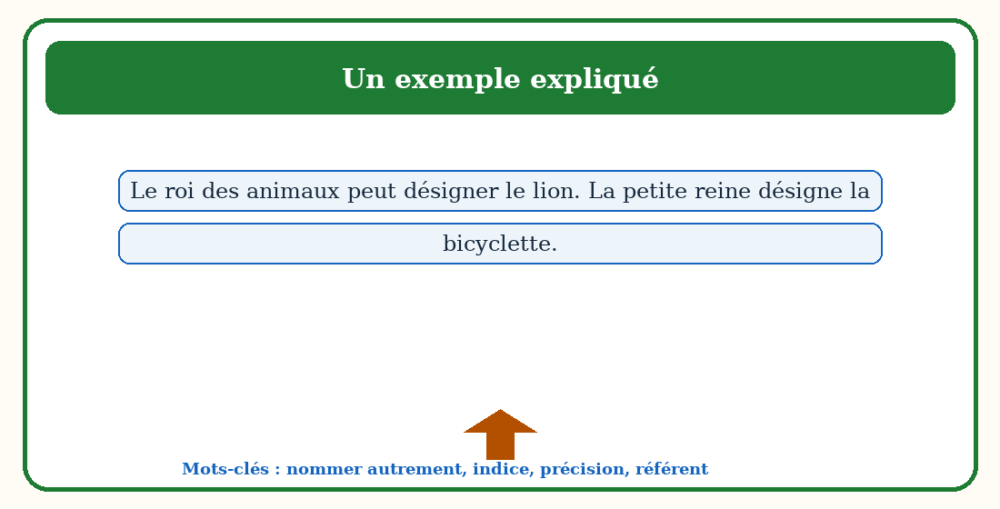 Un exemple expliqué
Le roi des animaux peut désigner le lion. La petite reine désigne la
bicyclette.
Mots-clés : nommer autrement, indice, précision, référent